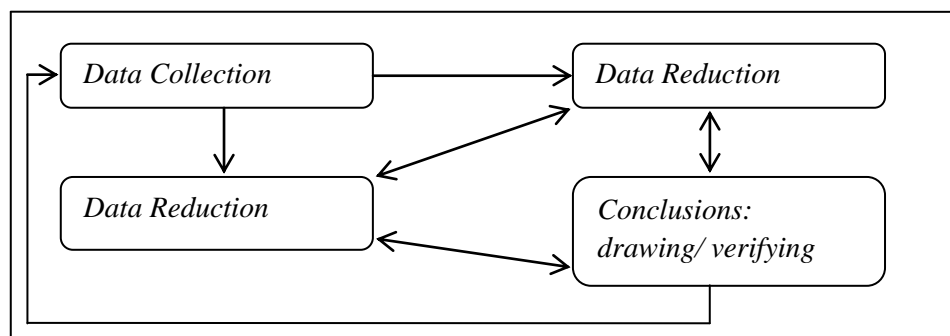 Data Collection
Data Reduction
Data Reduction
Conclusions:
drawing/ verifying